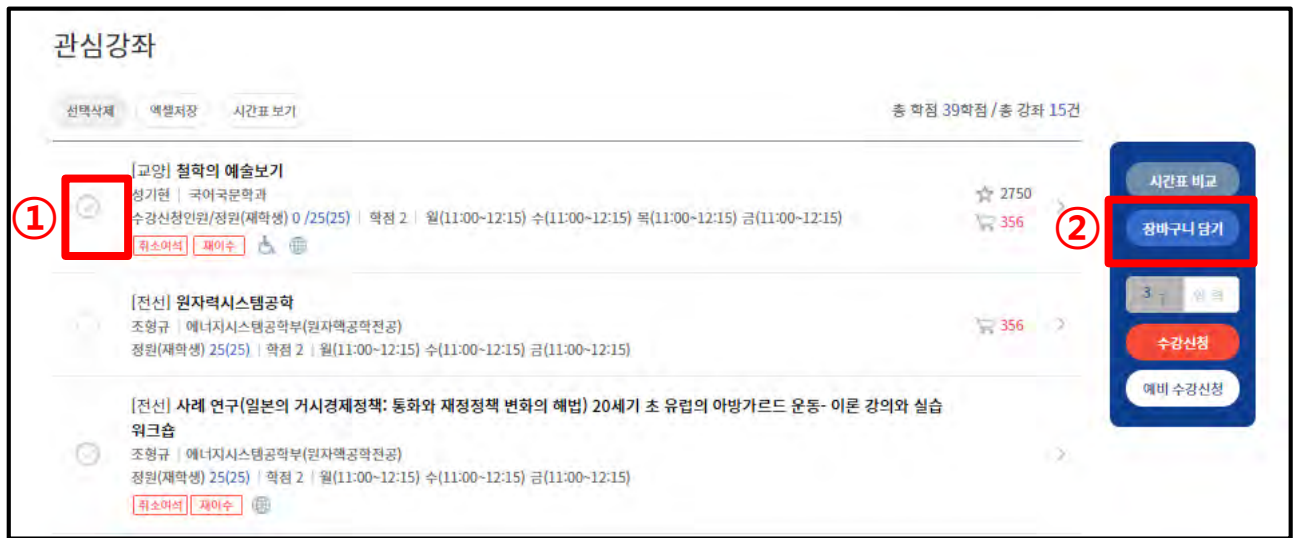 관심강좌
선택삭제 엑셀저장 시간표 보기 총 학점 39학점 / 총 강좌 15건
①
[교양] 철학의 예술보기
성기현 | 국어국문학과
수강신청인원/정원(재학생) 0 /25(25) | 학점 2 | 월(11:00~12:15) 수(11:00~12:15) 목(11:00~12:15) 금(11:00~12:15)
취소여석 재이수
2750
356
[전선] 원자력시스템공학
조형규 | 에너지시스템공학부(원자핵공학전공)
정원(재학생) 25(25) | 학점 2 | 월(11:00~12:15) 수(11:00~12:15) 금(11:00~12:15)
356
[전선] 사례 연구(일본의 거시경제정책: 통화와 재정정책 변화의 해법) 20세기 초 유럽의 아방가르드 운동- 이론 강의와 실습
워크숍
조형규 | 에너지시스템공학부(원자핵공학전공)
정원(재학생) 25(25) | 학점 2 | 월(11:00~12:15) 수(11:00~12:15) 금(11:00~12:15)
취소여석 재이수
시간표 비교
②
장바구니 담기
3 입력
수강신청
예비 수강신청